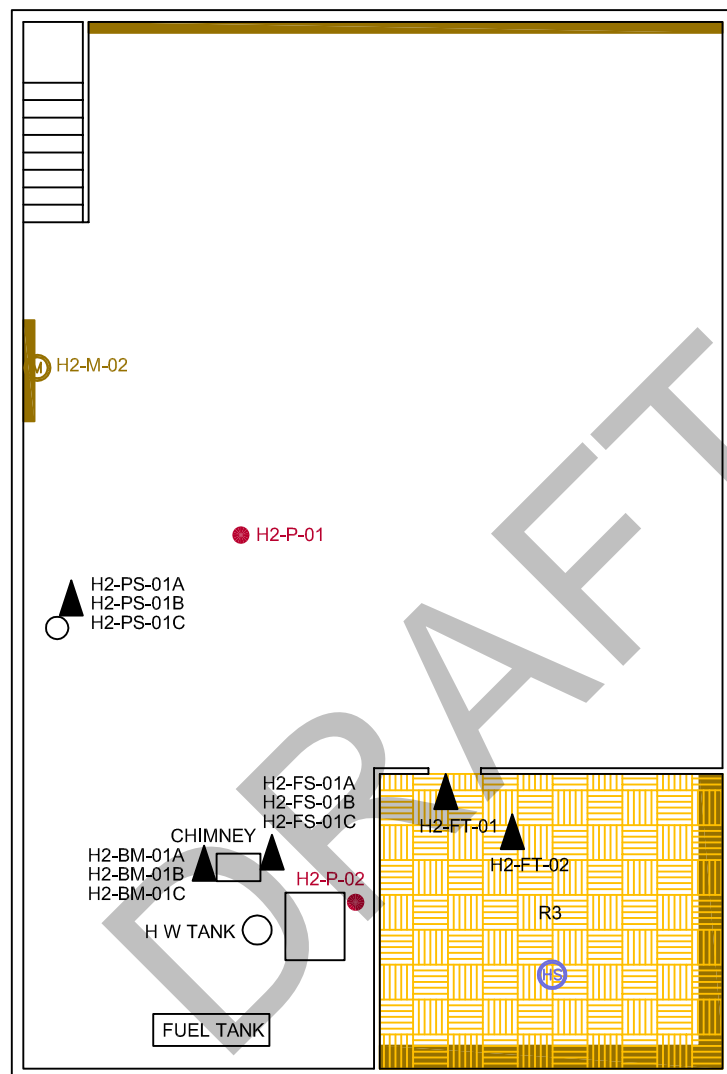 M H2-M-02
H2-P-01
H2-PS-01A
H2-PS-01B
H2-PS-01C
H2-FS-01A
H2-FS-01B
H2-FS-01C
H2-FT-01
CHIMNEY
H2-BM-01A
H2-BM-01B
H2-BM-01C
H2-FT-02
H2-P-02
R3
H W TANK
HS
FUEL TANK
DRAFT